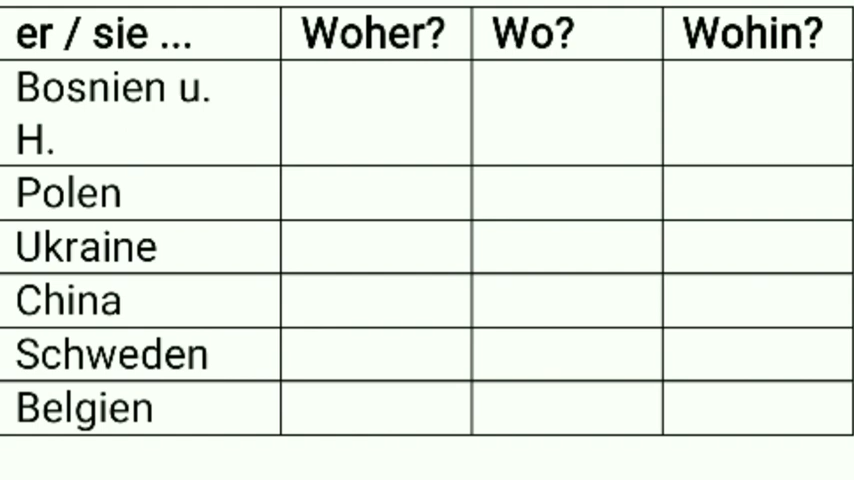 er / sie ... Woher? Wo? Wohin?
Bosnien u.
H.
Polen
Ukraine
China
Schweden
Belgien